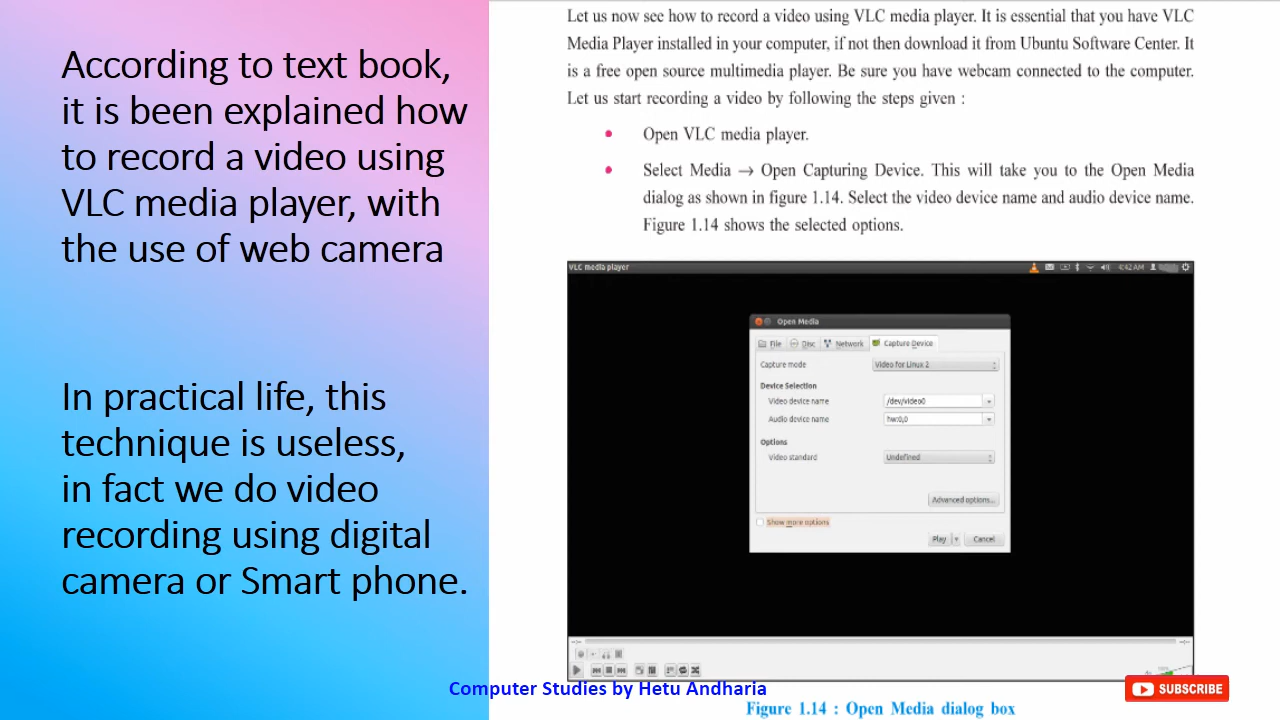 According to text book,
it is been explained how
to record a video using
VLC media player, with
the use of web camera
In practical life, this
technique is useless,
in fact we do video
recording using digital
camera or Smart phone.
Let us now see how to record a video using VLC media player. It is essential that you have VLC
Media Player installed in your computer, if not then download it from Ubuntu Software Center. It
is a free open source multimedia player. Be sure you have webcam connected to the computer.
Let us start recording a video by following the steps given :
• Open VLC media player.
• Select Media → Open Capturing Device. This will take you to the Open Media
dialog as shown in figure 1.14. Select the video device name and audio device name.
Figure 1.14 shows the selected options.
VLC media player 4:42 AM
Open Media
File Disc Network Capture Device
Capture mode Video for Linux 2
Device Selection
Video device name /dev/video0
Audio device name hw:0,0
Options
Video standard Undefined
Advanced options...
Show more options
Play Cancel
Computer Studies by Hetu Andharia
SUBSCRIBE
Figure 1.14 : Open Media dialog box